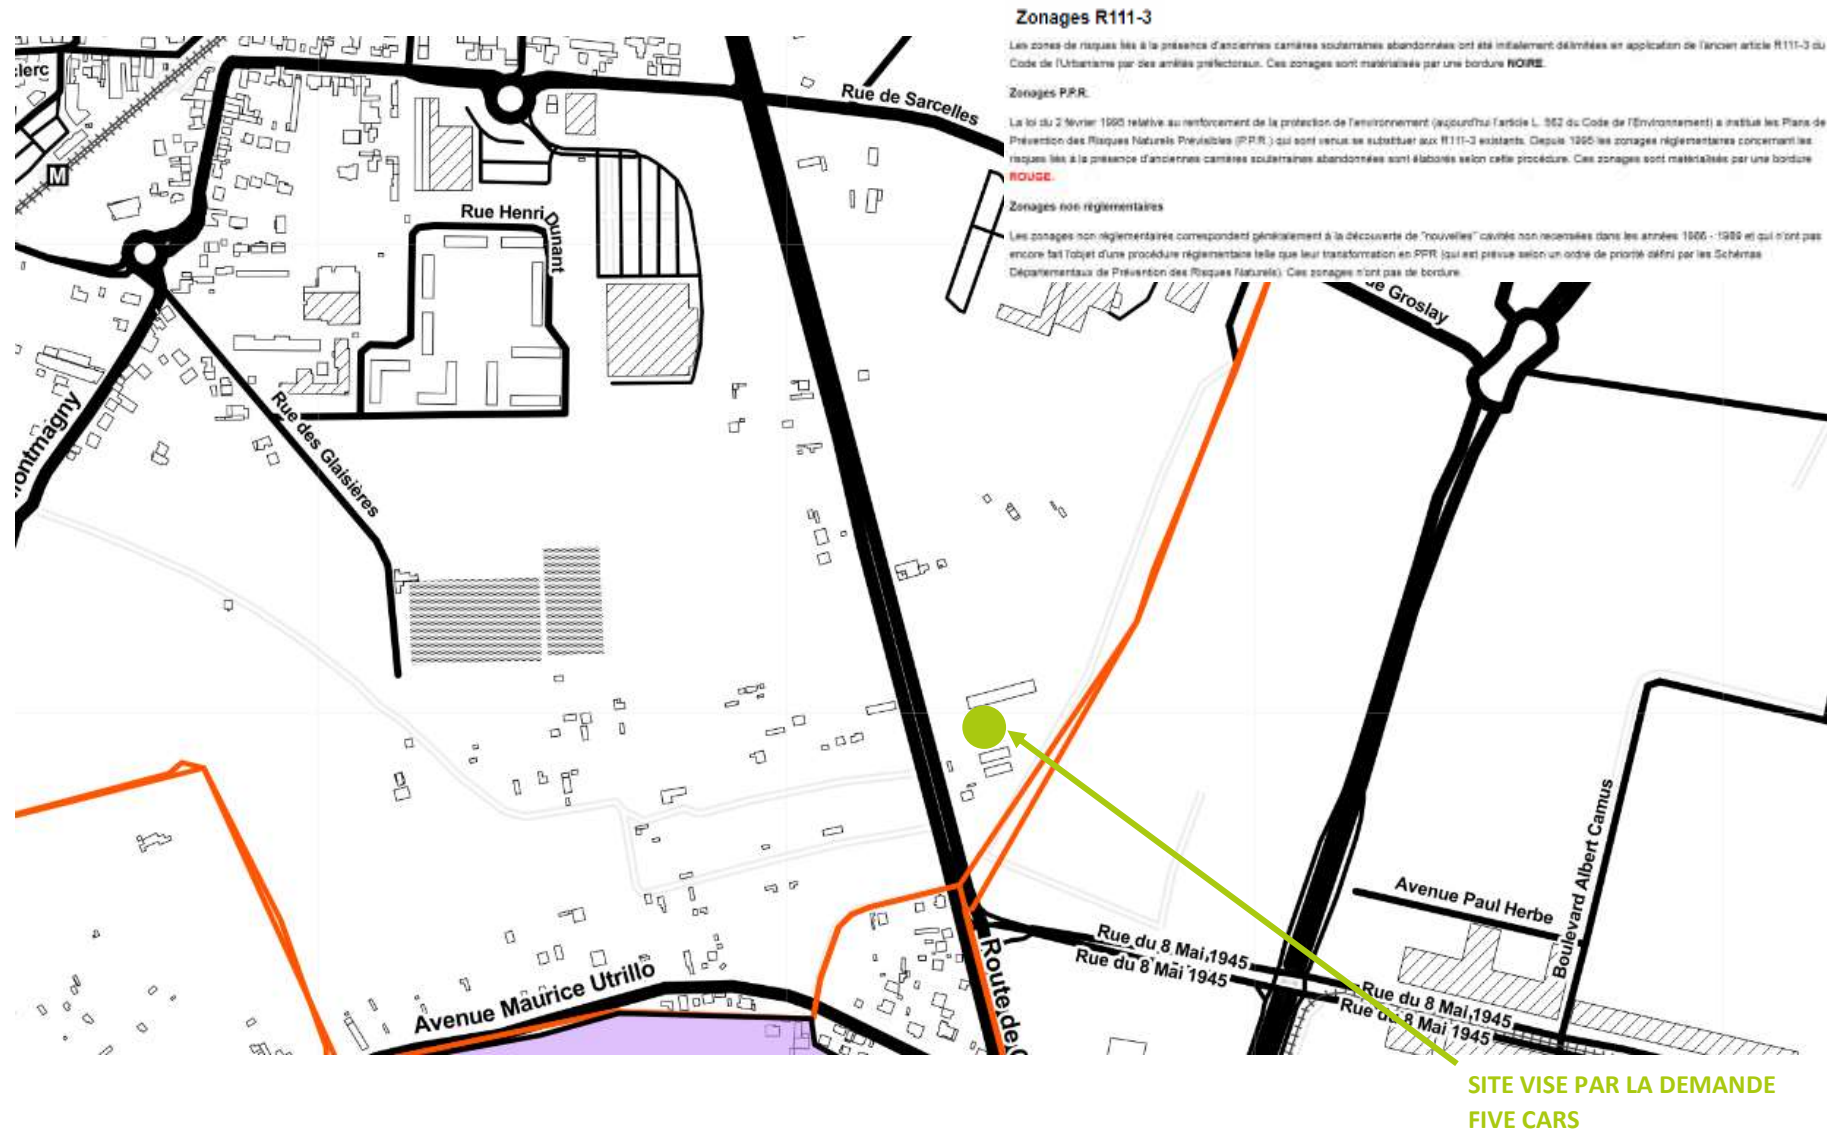 Zonages R111-3
Les zones de risques liés à la présence d'anciennes carrières souterraines abandonnées ont été initialement délimitées en application de l'ancien article R111-3 du
Code de l'Urbanisme par des arrêtés préfectoraux. Ces zonages sont matérialisés par une bordure NOIRE.
Zonages P.P.R.
La loi du 2 février 1995 relative au renforcement de la protection de l'environnement (aujourd'hui l'article L. 562 du Code de l'Environnement) a institué les Plans de
Prévention des Risques Naturels Prévisibles (P.P.R.) qui sont venus se substituer aux R111-3 existants. Depuis 1995 les zonages réglementaires concernant les
risques liés à la présence d'anciennes carrières souterraines abandonnées sont élaborés selon cette procédure. Ces zonages sont matérialisés par une bordure
ROUGE.
Zonages non réglementaires
Les zonages non réglementaires correspondent généralement à la découverte de "nouvelles" cavités non recensées dans les années 1986 - 1989 et qui n'ont pas
encore fait l'objet d'une procédure réglementaire telle que leur transformation en PPR (qui est prévue selon un ordre de priorité défini par les Schémas
Départementaux de Prévention des Risques Naturels). Ces zonages n'ont pas de bordure.
clerc
Rue de Sarcelles
M
Rue Henri Dunant
ue Groslay
Rue des Glaisières
ontmagny
Boulevard Albert Camus
Avenue Paul Herbe
Rue du 8 Mai 1945
Rue du 8 Mai 1945
Route de
Avenue Maurice Utrillo
Rue du 8 Mai 1945
Rue du 8 Mai 1945
SITE VISE PAR LA DEMANDE
FIVE CARS